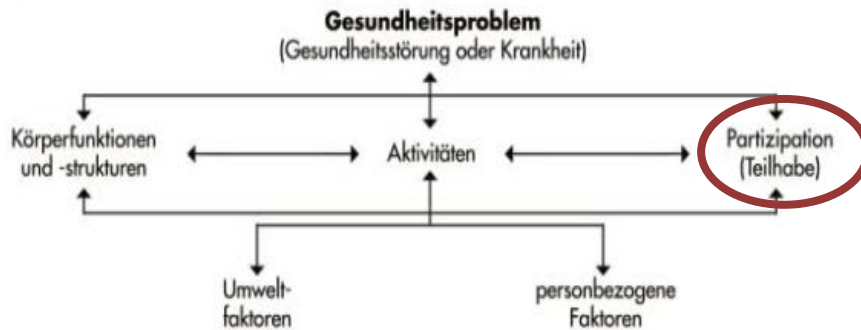 Gesundheitsproblem
(Gesundheitsstörung oder Krankheit)
Körperfunktionen
und -strukturen
Aktivitäten
Partizipation
(Teilhabe)
Umwelt-
faktoren
personbezogene
Faktoren